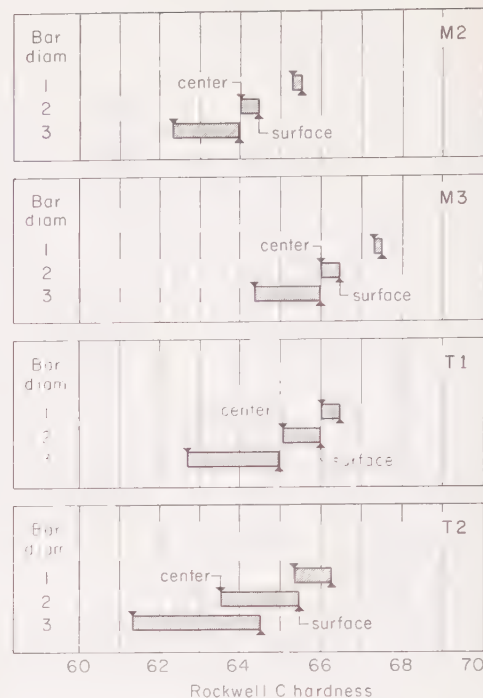 Bar
diam
M2
1
center
2
surface
3
Bar
diam
M3
1
center
2
surface
3
Bar
diam
T1
1
center
2
surface
3
Bar
diam
T2
1
center
2
surface
3
60 62 64 66 68 70
Rockwell C hardness